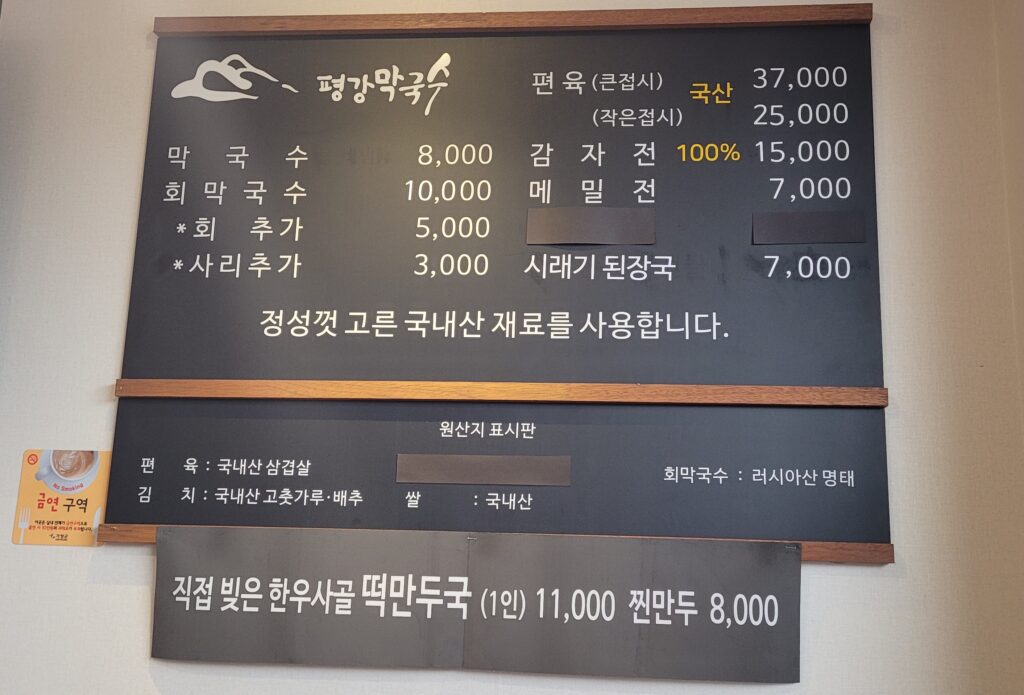 평강막국수
막국수 8,000
회막국수 10,000
*회 추가 5,000
*사리추가 3,000
편육 (큰접시) 국산 37,000
(작은접시) 25,000
감자전 100% 15,000
메밀전 7,000
시래기 된장국 7,000
정성껏 고른 국내산 재료를 사용합니다.
원산지 표시판
편육 : 국내산 삼겹살
김치 : 국내산 고춧가루·배추
쌀 : 국내산
회막국수 : 러시아산 명태
No Smoking
금연 구역
직접 빚은 한우사골 떡만두국 (1인) 11,000 찐만두 8,000